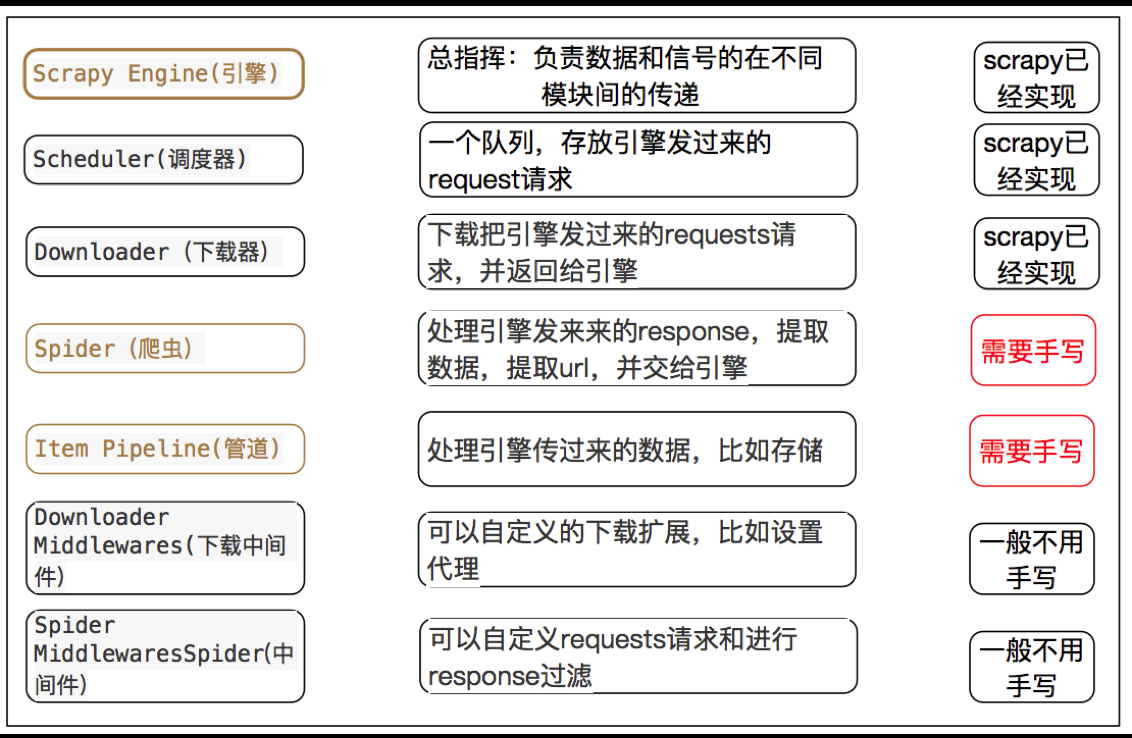 Scrapy Engine(引擎)
总指挥：负责数据和信号的在不同
模块间的传递
scrapy已
经实现
Scheduler(调度器)
一个队列，存放引擎发过来的
request请求
scrapy已
经实现
Downloader (下载器)
下载把引擎发过来的requests请
求，并返回给引擎
scrapy已
经实现
Spider (爬虫)
处理引擎发来来的response，提取
数据，提取url，并交给引擎
需要手写
Item Pipeline(管道)
处理引擎传过来的数据，比如存储
需要手写
Downloader
Middlewares(下载中间
件)
可以自定义的下载扩展，比如设置
代理
一般不用
手写
Spider
MiddlewaresSpider(中
间件)
可以自定义requests请求和进行
response过滤
一般不用
手写